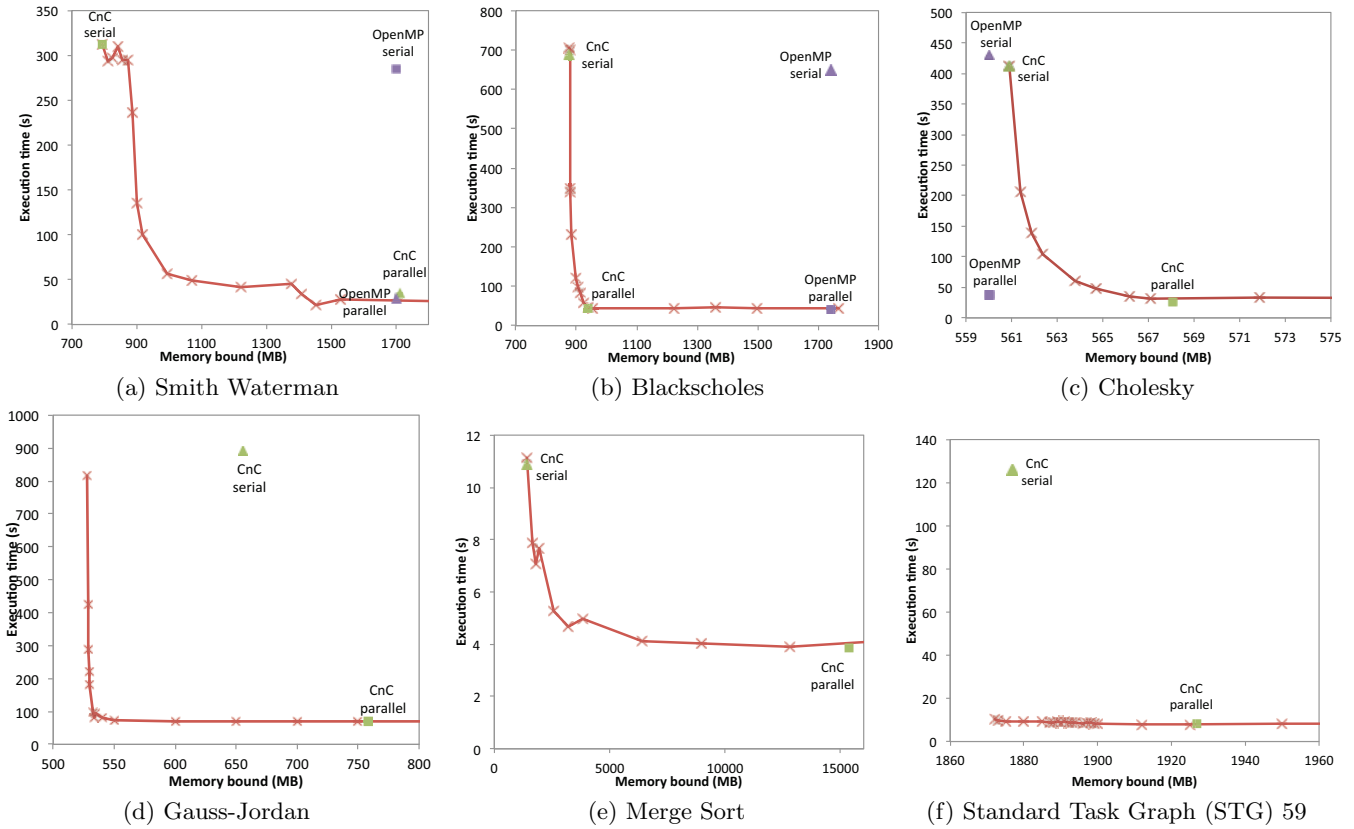 350
300
250
200
150
100
50
0
Execution time (s)
CnC
serial
OpenMP
serial
CnC
parallel
OpenMP
parallel
700 900 1100 1300 1500 1700
Memory bound (MB)
(a) Smith Waterman
800
700
600
500
400
300
200
100
0
Execution time (s)
CnC
serial
OpenMP
serial
CnC
parallel
OpenMP
parallel
700 900 1100 1300 1500 1700 1900
Memory bound (MB)
(b) Blackscholes
500
450
400
350
300
250
200
150
100
50
0
Execution time (s)
OpenMP
serial
CnC
serial
OpenMP
parallel
CnC
parallel
559 561 563 565 567 569 571 573 575
Memory bound (MB)
(c) Cholesky
1000
900
800
700
600
500
400
300
200
100
0
Execution time (s)
CnC
serial
CnC
parallel
500 550 600 650 700 750 800
Memory bound (MB)
(d) Gauss-Jordan
12
10
8
6
4
2
0
Execution time (s)
CnC
serial
CnC
parallel
0 5000 10000 15000
Memory bound (MB)
(e) Merge Sort
140
120
100
80
60
40
20
0
Execution time (s)
CnC
serial
CnC
parallel
1860 1880 1900 1920 1940 1960
Memory bound (MB)
(f) Standard Task Graph (STG) 59